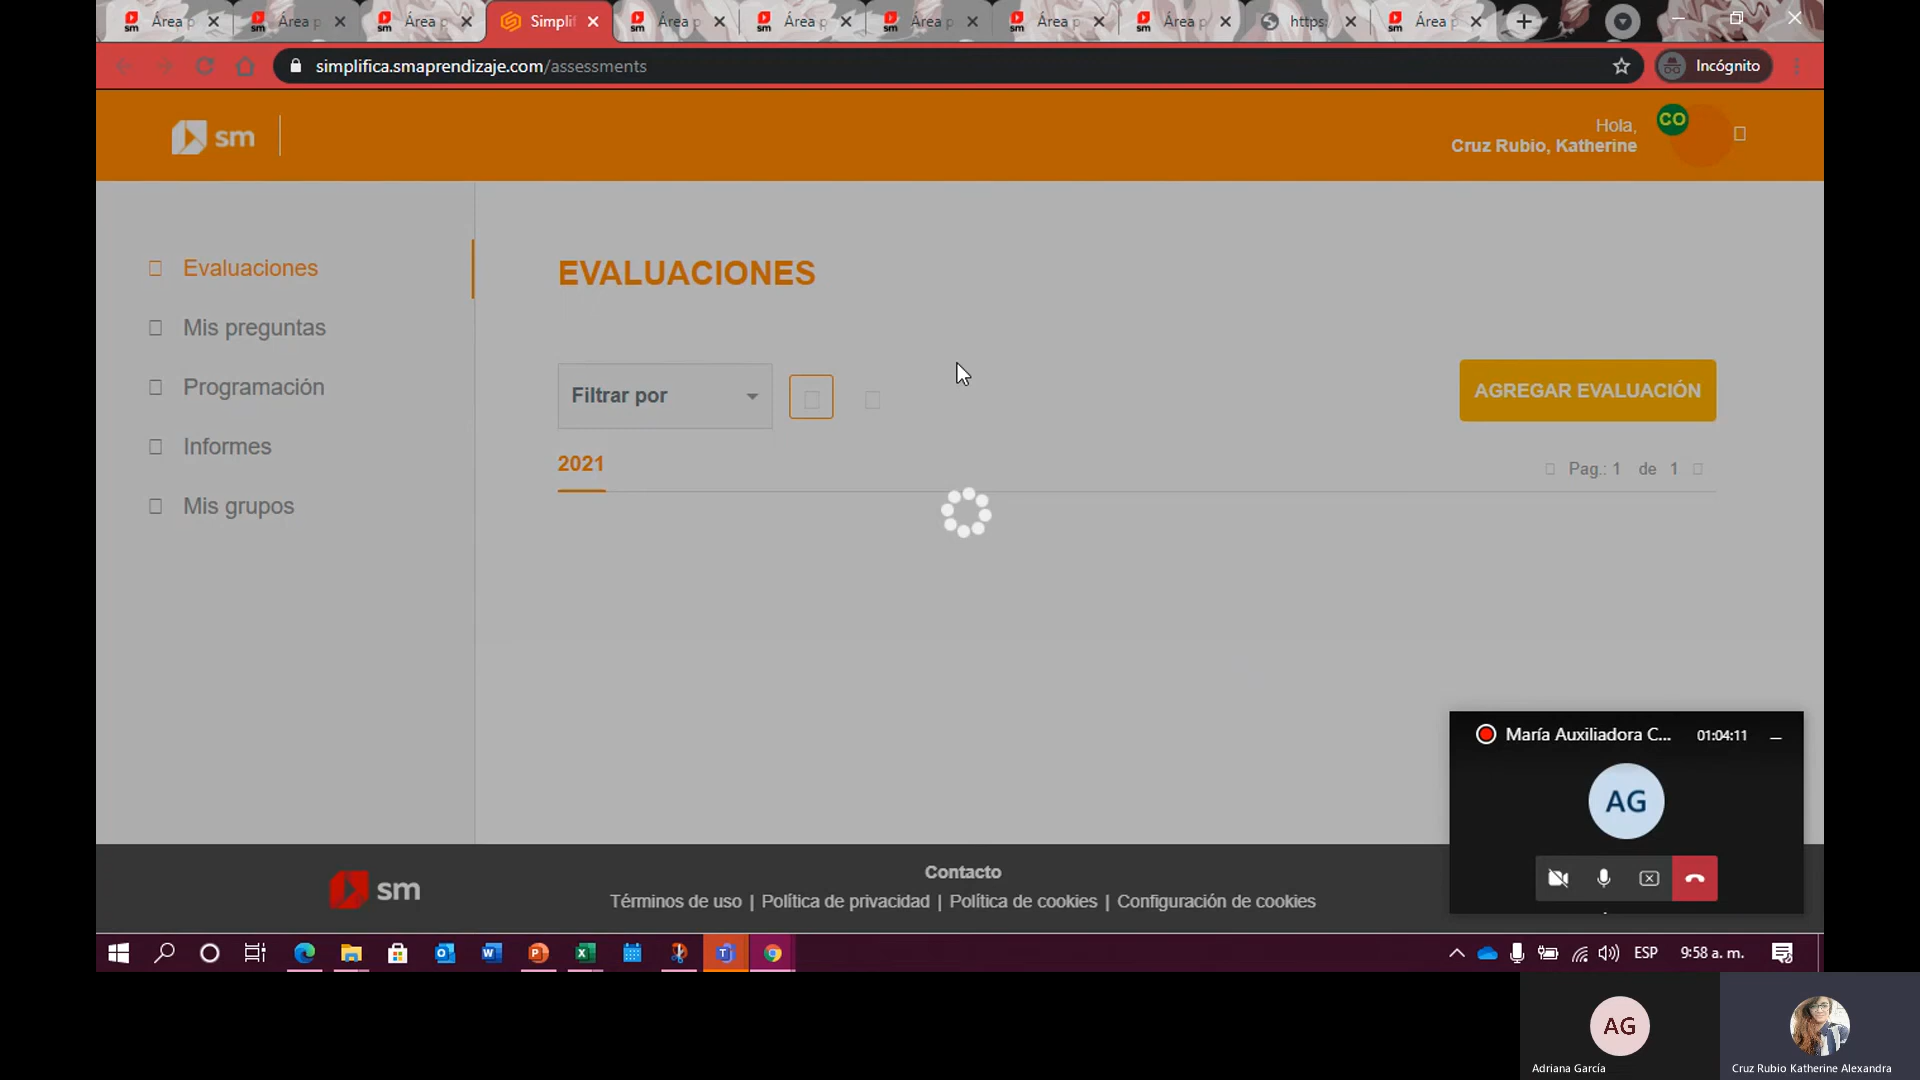 Área p
Área p
Área p
Simplif
Área p
Área p
Área p
Área p
Área p
https:
Área p
simplifica.smaprendizaje.com/assessments
Incógnito
sm
Hola,
Cruz Rubio, Katherine
CO
Evaluaciones
Mis preguntas
Programación
Informes
Mis grupos
EVALUACIONES
Filtrar por
AGREGAR EVALUACIÓN
2021
Pag.: 1 de 1
María Auxiliadora C...
01:04:11
AG
sm
Contacto
Términos de uso | Política de privacidad | Política de cookies | Configuración de cookies
ESP
9:58 a. m.
AG
Adriana García
Cruz Rubio Katherine Alexandra